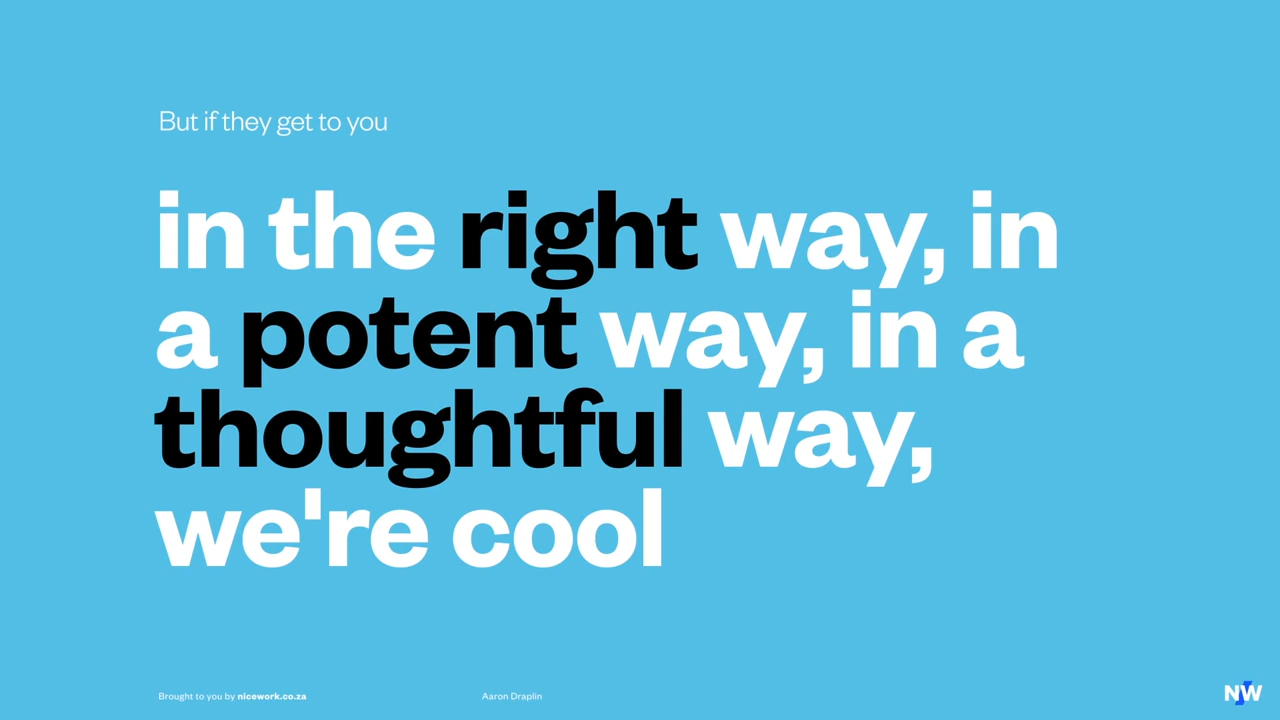 But if they get to you
in the right way, in
a potent way, in a
thoughtful way,
we're cool
Brought to you by nicework.co.za
Aaron Draplin
NW